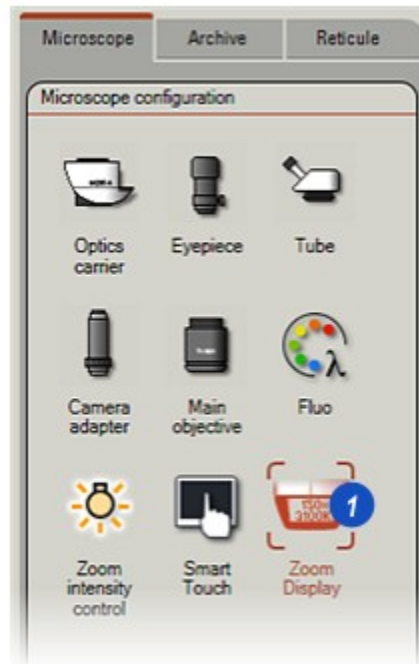 Microscope Archive Reticule
Microscope configuration
Optics carrier
Eyepiece
Tube
Camera adapter
Main objective
Fluo
λ
Zoom intensity control
Smart Touch
1
Zoom Display